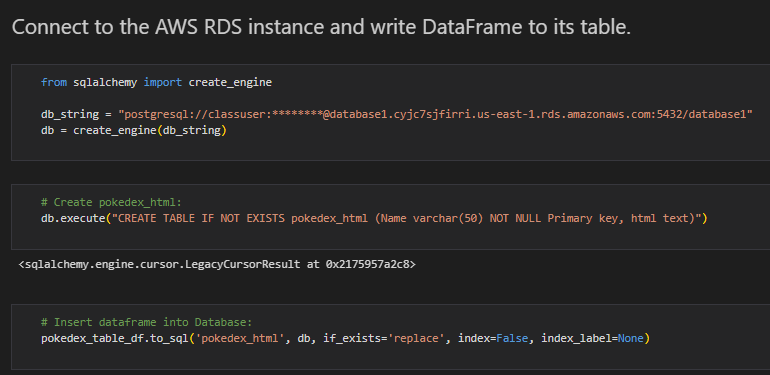 Connect to the AWS RDS instance and write DataFrame to its table.
from sqlalchemy import create_engine
db_string = "postgresql://classuser:********@database1.cyjc7sjfirri.us-east-1.rds.amazonaws.com:5432/database1"
db = create_engine(db_string)
# Create pokedex_html:
db.execute("CREATE TABLE IF NOT EXISTS pokedex_html (Name varchar(50) NOT NULL Primary key, html text)")
<sqlalchemy.engine.cursor.LegacyCursorResult at 0x2175957a2c8>
# Insert dataframe into Database:
pokedex_table_df.to_sql('pokedex_html', db, if_exists='replace', index=False, index_label=None)